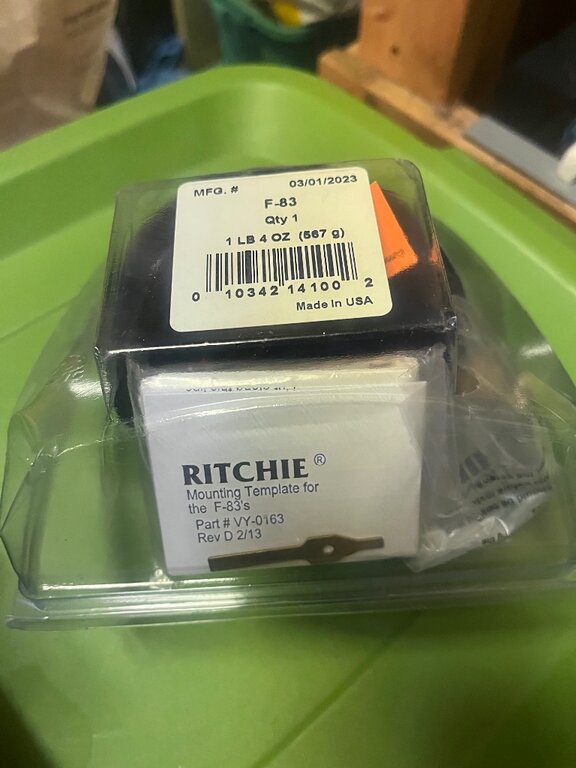 MFG. # 03/01/2023
F-83
Qty 1
1 LB 4 OZ (567 g)
0 10342 14100 2
Made In USA
RITCHIE ®
Mounting Template for
the F-83's
Part # VY-0163
Rev D 2/13